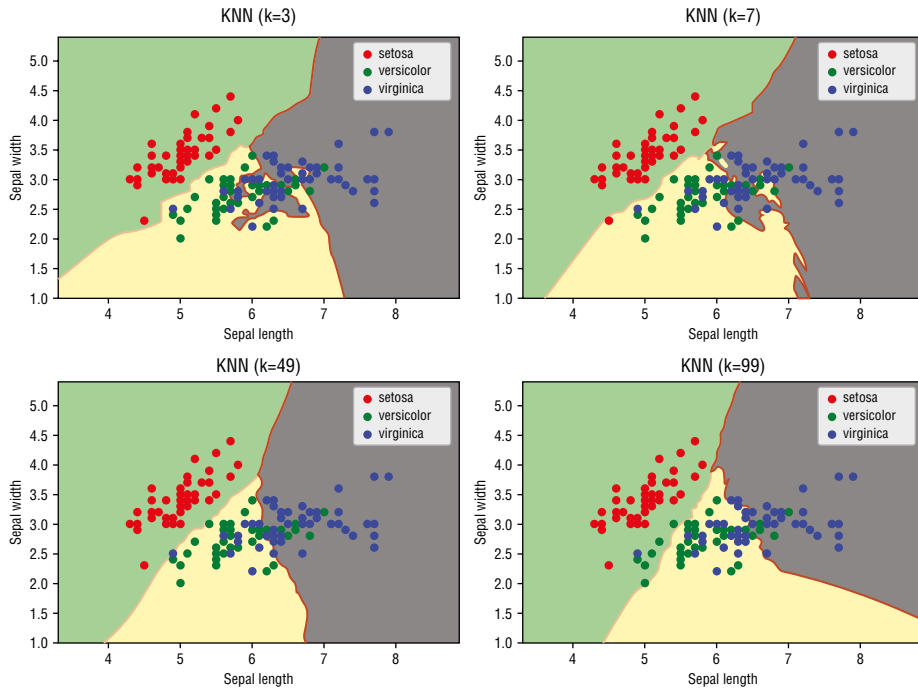 KNN (k=3)
5.0
4.5
4.0
3.5
3.0
2.5
2.0
1.5
1.0
Sepal width
4 5 6 7 8
Sepal length
setosa
versicolor
virginica
KNN (k=7)
5.0
4.5
4.0
3.5
3.0
2.5
2.0
1.5
1.0
Sepal width
4 5 6 7 8
Sepal length
setosa
versicolor
virginica
KNN (k=49)
5.0
4.5
4.0
3.5
3.0
2.5
2.0
1.5
1.0
Sepal width
4 5 6 7 8
Sepal length
setosa
versicolor
virginica
KNN (k=99)
5.0
4.5
4.0
3.5
3.0
2.5
2.0
1.5
1.0
Sepal width
4 5 6 7 8
Sepal length
setosa
versicolor
virginica